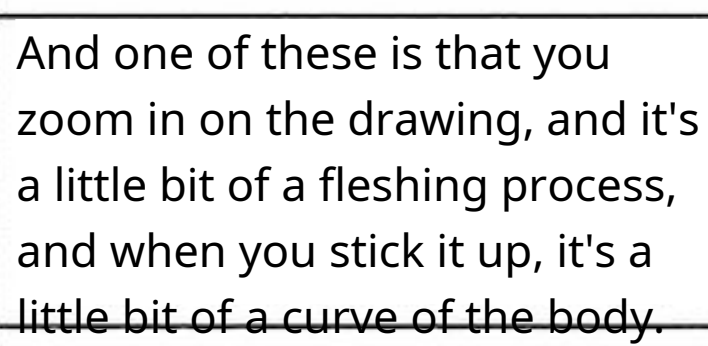 And one of these is that you
zoom in on the drawing, and it's
a little bit of a fleshing process,
and when you stick it up, it's a
little bit of a curve of the body.